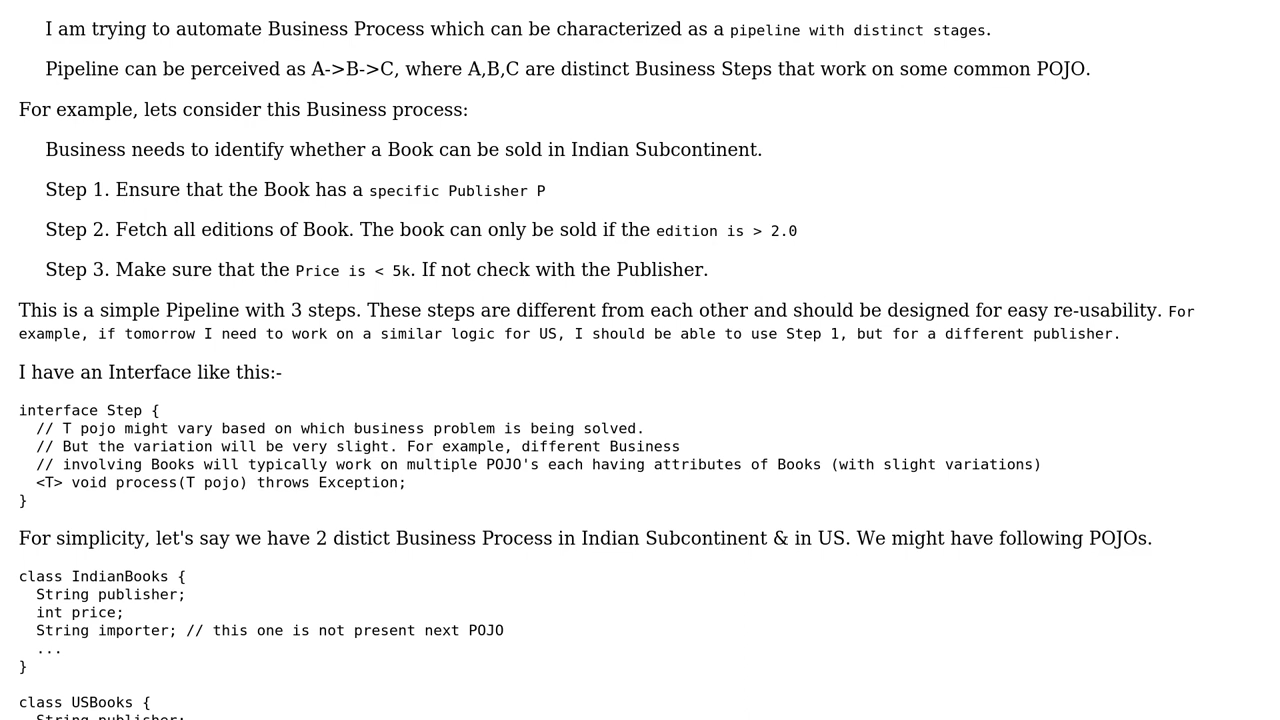 I am trying to automate Business Process which can be characterized as a pipeline with distinct stages.
Pipeline can be perceived as A->B->C, where A,B,C are distinct Business Steps that work on some common POJO.
For example, lets consider this Business process:
Business needs to identify whether a Book can be sold in Indian Subcontinent.
Step 1. Ensure that the Book has a specific Publisher P
Step 2. Fetch all editions of Book. The book can only be sold if the edition is > 2.0
Step 3. Make sure that the Price is < 5k. If not check with the Publisher.
This is a simple Pipeline with 3 steps. These steps are different from each other and should be designed for easy re-usability. For
example, if tomorrow I need to work on a similar logic for US, I should be able to use Step 1, but for a different publisher.
I have an Interface like this:-
interface Step {
  // T pojo might vary based on which business problem is being solved.
  // But the variation will be very slight. For example, different Business
  // involving Books will typically work on multiple POJO's each having attributes of Books (with slight variations)
  <T> void process(T pojo) throws Exception;
}
For simplicity, let's say we have 2 distict Business Process in Indian Subcontinent & in US. We might have following POJOs.
class IndianBooks {
  String publisher;
  int price;
  String importer; // this one is not present next POJO
  ...
}
class USBooks {
  String publisher;